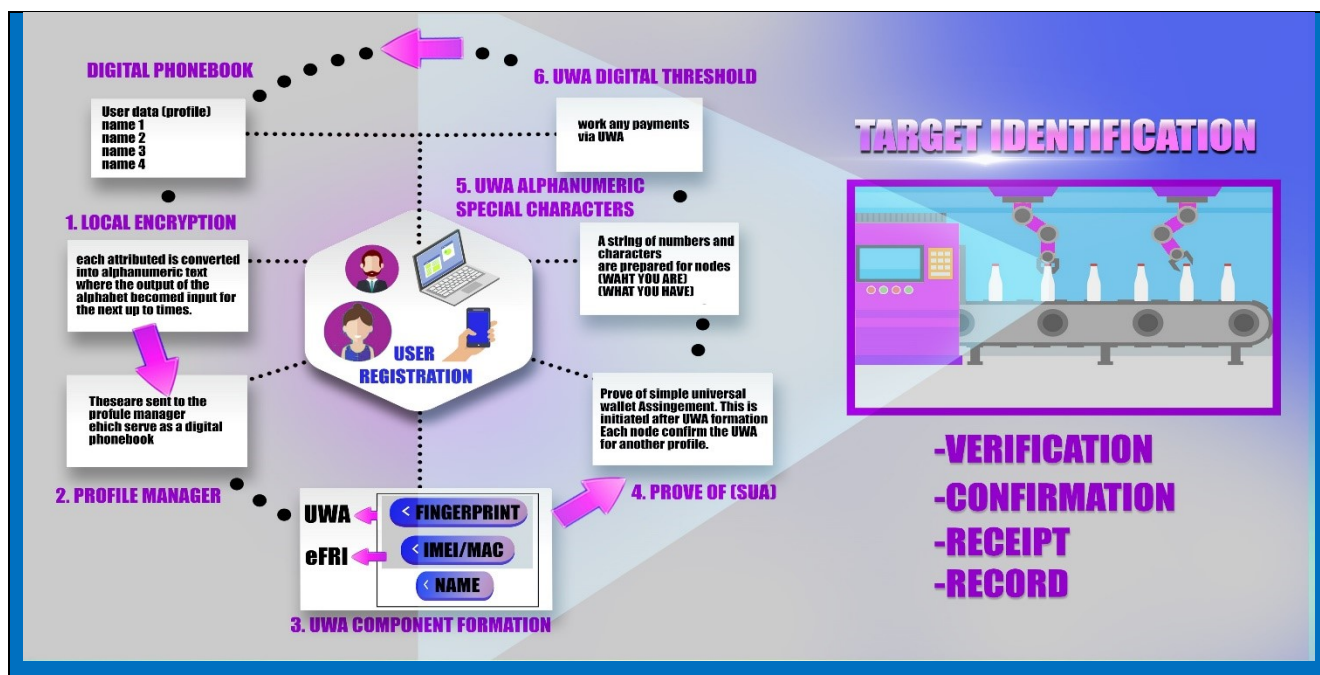 DIGITAL PHONEBOOK
User data (profile)
name 1
name 2
name 3
name 4
1. LOCAL ENCRYPTION
each attributed is converted
into alphanumeric text
where the output of the
alphabet becomed input for
the next up to times.
Theseare sent to the
profule manager
ehich serve as a digital
phonebook
2. PROFILE MANAGER
UWA
eFRI
< FINGERPRINT
< IMEI/MAC
< NAME
3. UWA COMPONENT FORMATION
4. PROVE OF (SUA)
Prove of simple universal
wallet Assingement. This is
initiated after UWA formation
Each node confirm the UWA
for another profile.
5. UWA ALPHANUMERIC
SPECIAL CHARACTERS
A string of numbers and
characters
are prepared for nodes
(WAHT YOU ARE)
(WHAT YOU HAVE)
6. UWA DIGITAL THRESHOLD
work any payments
via UWA
USER
REGISTRATION
TARGET IDENTIFICATION
-VERIFICATION
-CONFIRMATION
-RECEIPT
-RECORD